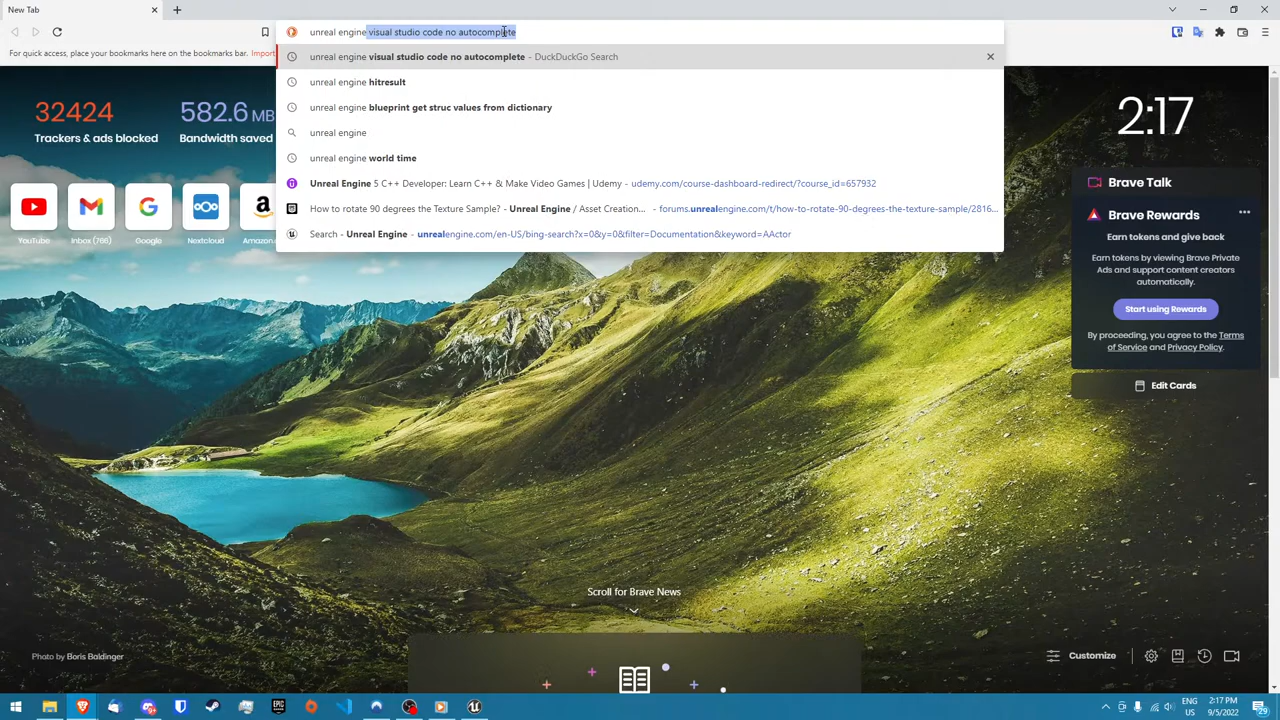 New Tab
unreal engine visual studio code no autocomplete
For quick access, place your bookmarks here on the bookmarks bar. Import
unreal engine visual studio code no autocomplete - DuckDuckGo Search
unreal engine hitresult
unreal engine blueprint get struc values from dictionary
unreal engine
unreal engine world time
Unreal Engine 5 C++ Developer: Learn C++ & Make Video Games | Udemy - udemy.com/course-dashboard-redirect/?course_id=657932
How to rotate 90 degrees the Texture Sample? - Unreal Engine / Asset Creation... - forums.unrealengine.com/t/how-to-rotate-90-degrees-the-texture-sample/2816...
Search - Unreal Engine - unrealengine.com/en-US/bing-search?x=0&y=0&filter=Documentation&keyword=AActor
32424
Trackers & ads blocked
582.6 MB
Bandwidth saved
2:17
YouTube
Inbox (766)
Google
Nextcloud
Amazon
Brave Talk
Brave Rewards
Earn tokens and give back
Earn tokens by viewing Brave Private
Ads and support content creators
automatically.
Start using Rewards
By proceeding, you agree to the Terms
of Service and Privacy Policy.
Edit Cards
Scroll for Brave News
Photo by Boris Baldinger
Customize
EPIC
ENG
US
2:17 PM
9/5/2022
29